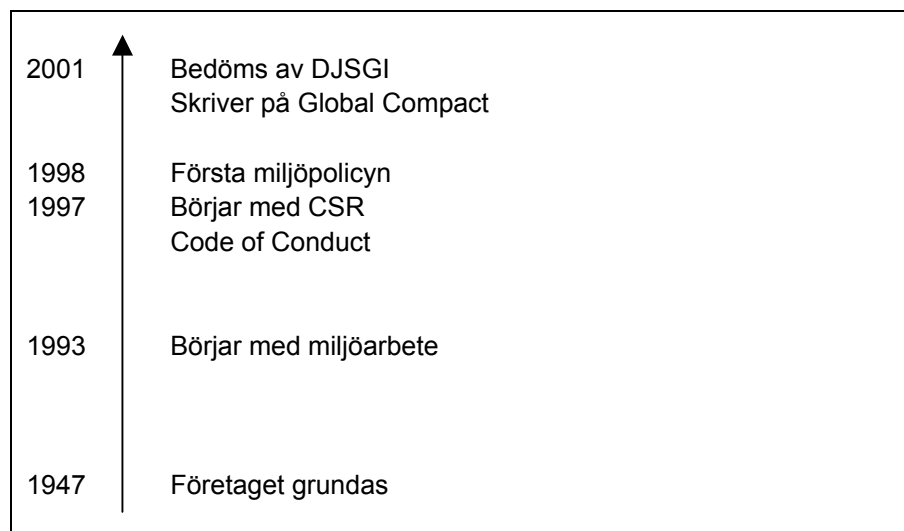 2001 Bedöms av DJSGI
Skriver på Global Compact
1998 Första miljöpolicyn
1997 Börjar med CSR
Code of Conduct
1993 Börjar med miljöarbete
1947 Företaget grundas